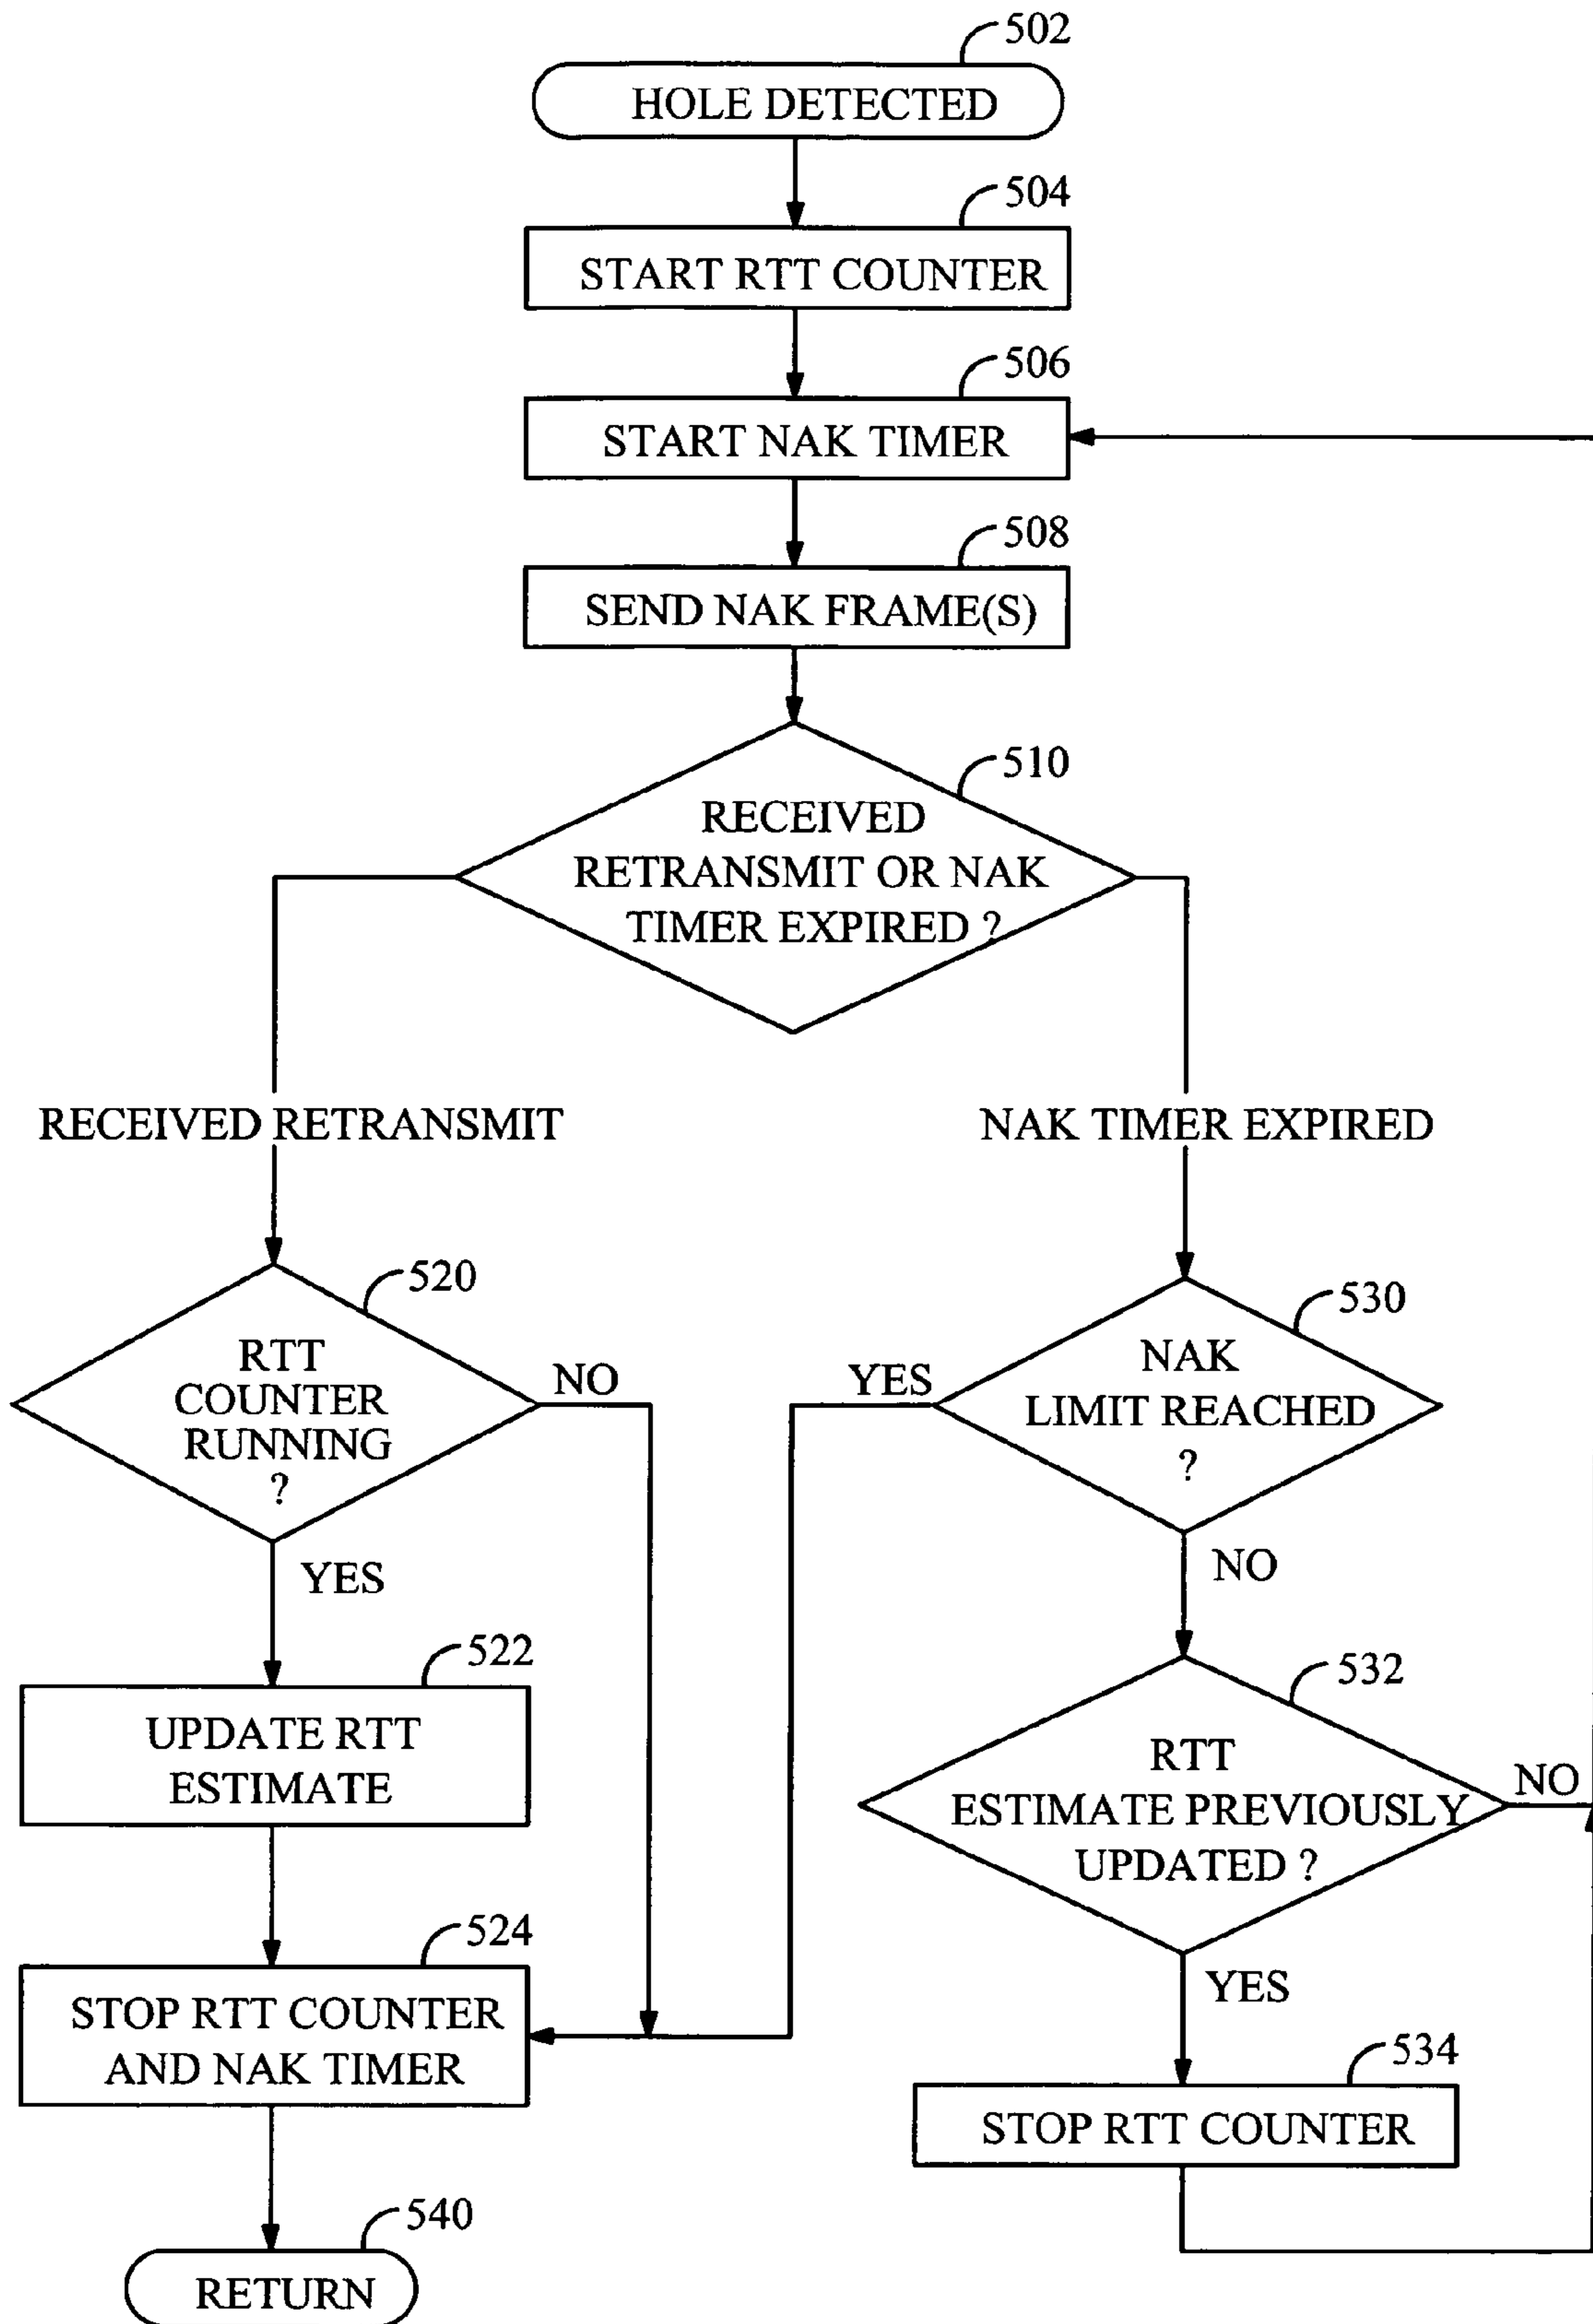 502
HOLE DETECTED
504
START RTT COUNTER
506
START NAK TIMER
508
SEND NAK FRAME(S)
510
RECEIVED
RETRANSMIT OR NAK
TIMER EXPIRED ?
RECEIVED RETRANSMIT
NAK TIMER EXPIRED
520
RTT
COUNTER
RUNNING
?
NO
YES
530
NAK
LIMIT REACHED
?
YES
NO
522
UPDATE RTT
ESTIMATE
532
RTT
ESTIMATE PREVIOUSLY
UPDATED ?
NO
YES
524
STOP RTT COUNTER
AND NAK TIMER
534
STOP RTT COUNTER
540
RETURN